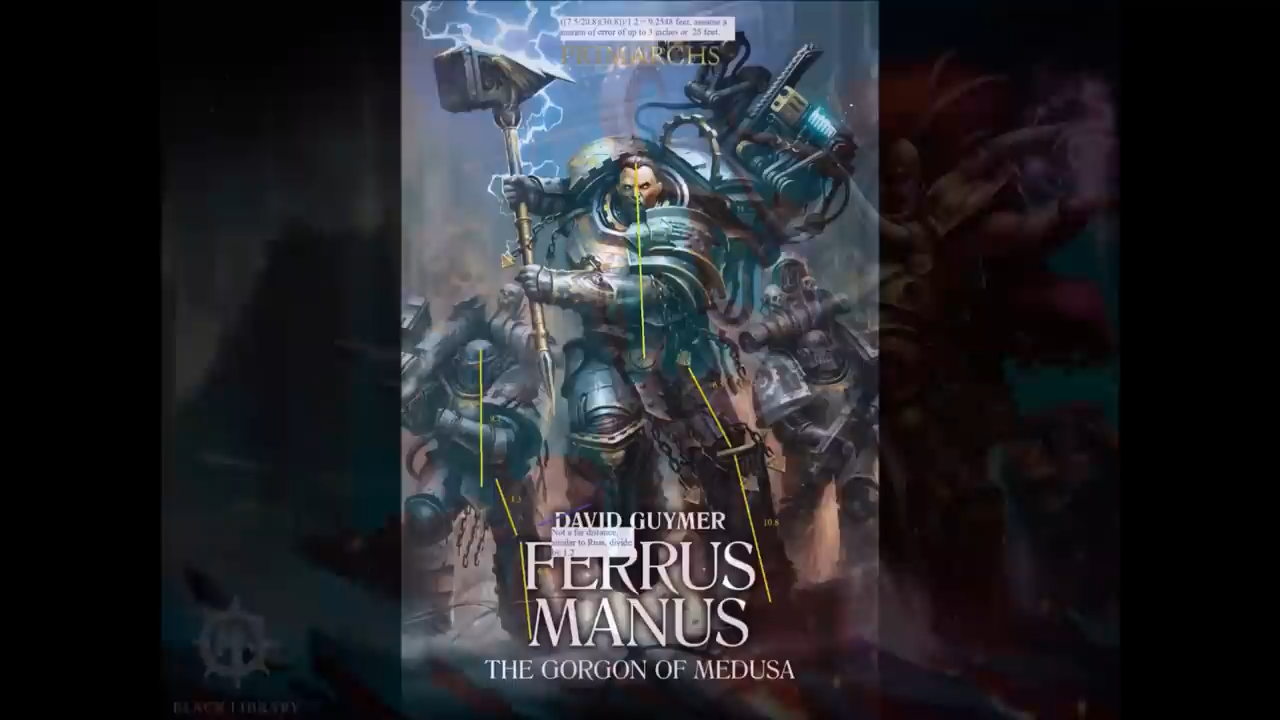 ((7.5/20.8)(30.8))/1.2 = 9.2548 feet, assume a
margin of error of up to 3 inches or .25 feet.
PRIMARCHS
1.3
10.8
DAVID GUYMER
Not a far distance,
similar to Russ, divide
by 1.2
FERRUS
MANUS
THE GORGON OF MEDUSA
BLACK LIBRARY